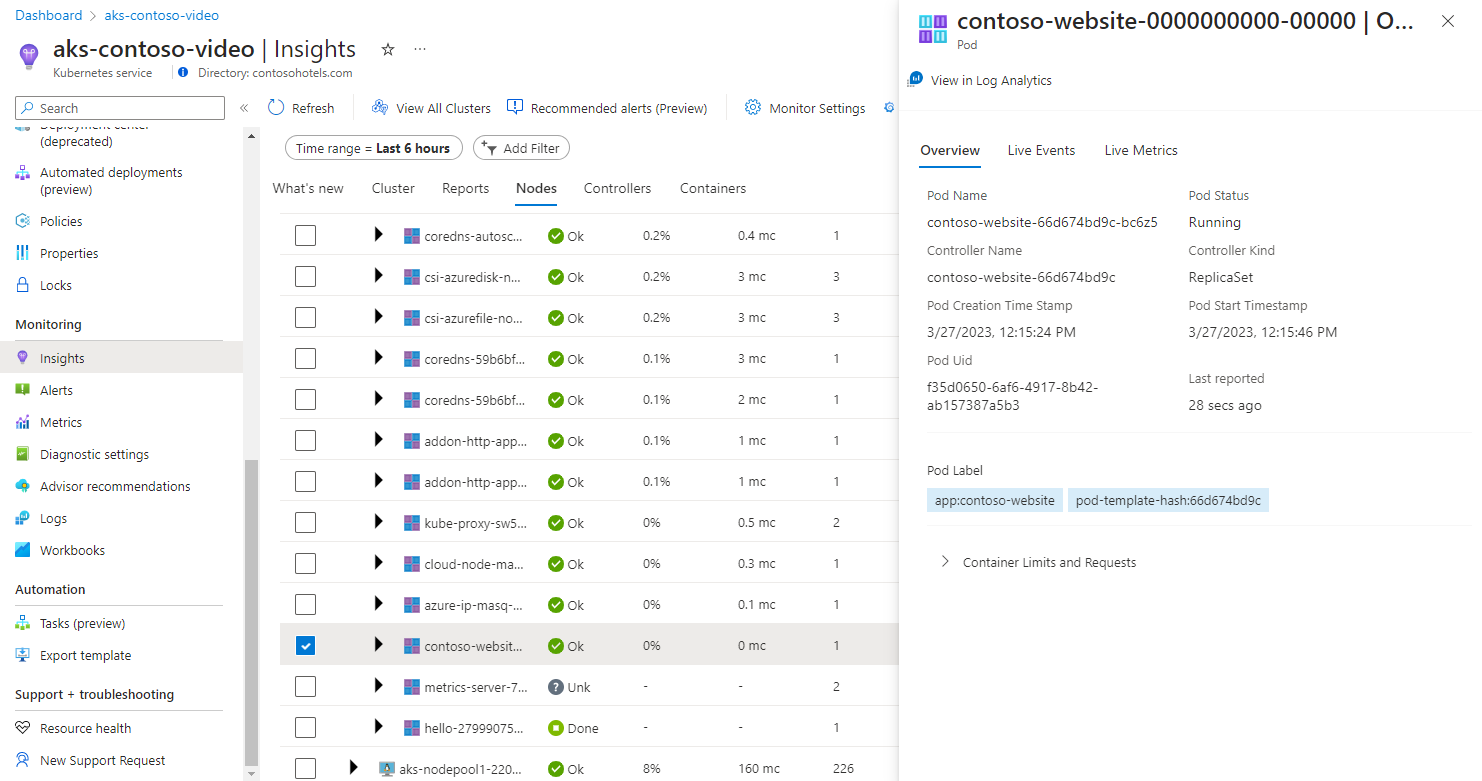 Dashboard > aks-contoso-video
aks-contoso-video | Insights
Kubernetes service
Directory: contosohotels.com
Search
Deployment center
(deprecated)
Automated deployments
(preview)
Policies
Properties
Locks
Monitoring
Insights
Alerts
Metrics
Diagnostic settings
Advisor recommendations
Logs
Workbooks
Automation
Tasks (preview)
Export template
Support + troubleshooting
Resource health
New Support Request
Refresh
View All Clusters
Recommended alerts (Preview)
Monitor Settings
Time range = Last 6 hours
Add Filter
What's new Cluster Reports Nodes Controllers Containers
coredns-autosc... Ok 0.2% 0.4 mc 1
csi-azuredisk-n... Ok 0.2% 3 mc 3
csi-azurefile-no... Ok 0.2% 3 mc 3
coredns-59b6bf... Ok 0.1% 3 mc 1
coredns-59b6bf... Ok 0.1% 2 mc 1
addon-http-app... Ok 0.1% 1 mc 1
addon-http-app... Ok 0.1% 1 mc 1
kube-proxy-sw5... Ok 0% 0.5 mc 2
cloud-node-ma... Ok 0% 0.3 mc 1
azure-ip-masq-... Ok 0% 0.1 mc 1
contoso-websit... Ok 0% 0 mc 1
metrics-server-7... Unk - - 2
hello-27999075... Done - - 1
aks-nodepool1-220... Ok 8% 160 mc 226
contoso-website-0000000000-00000 | O...
Pod
View in Log Analytics
Overview Live Events Live Metrics
Pod Name
contoso-website-66d674bd9c-bc6z5
Pod Status
Running
Controller Name
contoso-website-66d674bd9c
Controller Kind
ReplicaSet
Pod Creation Time Stamp
3/27/2023, 12:15:24 PM
Pod Start Timestamp
3/27/2023, 12:15:46 PM
Pod Uid
f35d0650-6af6-4917-8b42-
ab157387a5b3
Last reported
28 secs ago
Pod Label
app:contoso-website
pod-template-hash:66d674bd9c
Container Limits and Requests